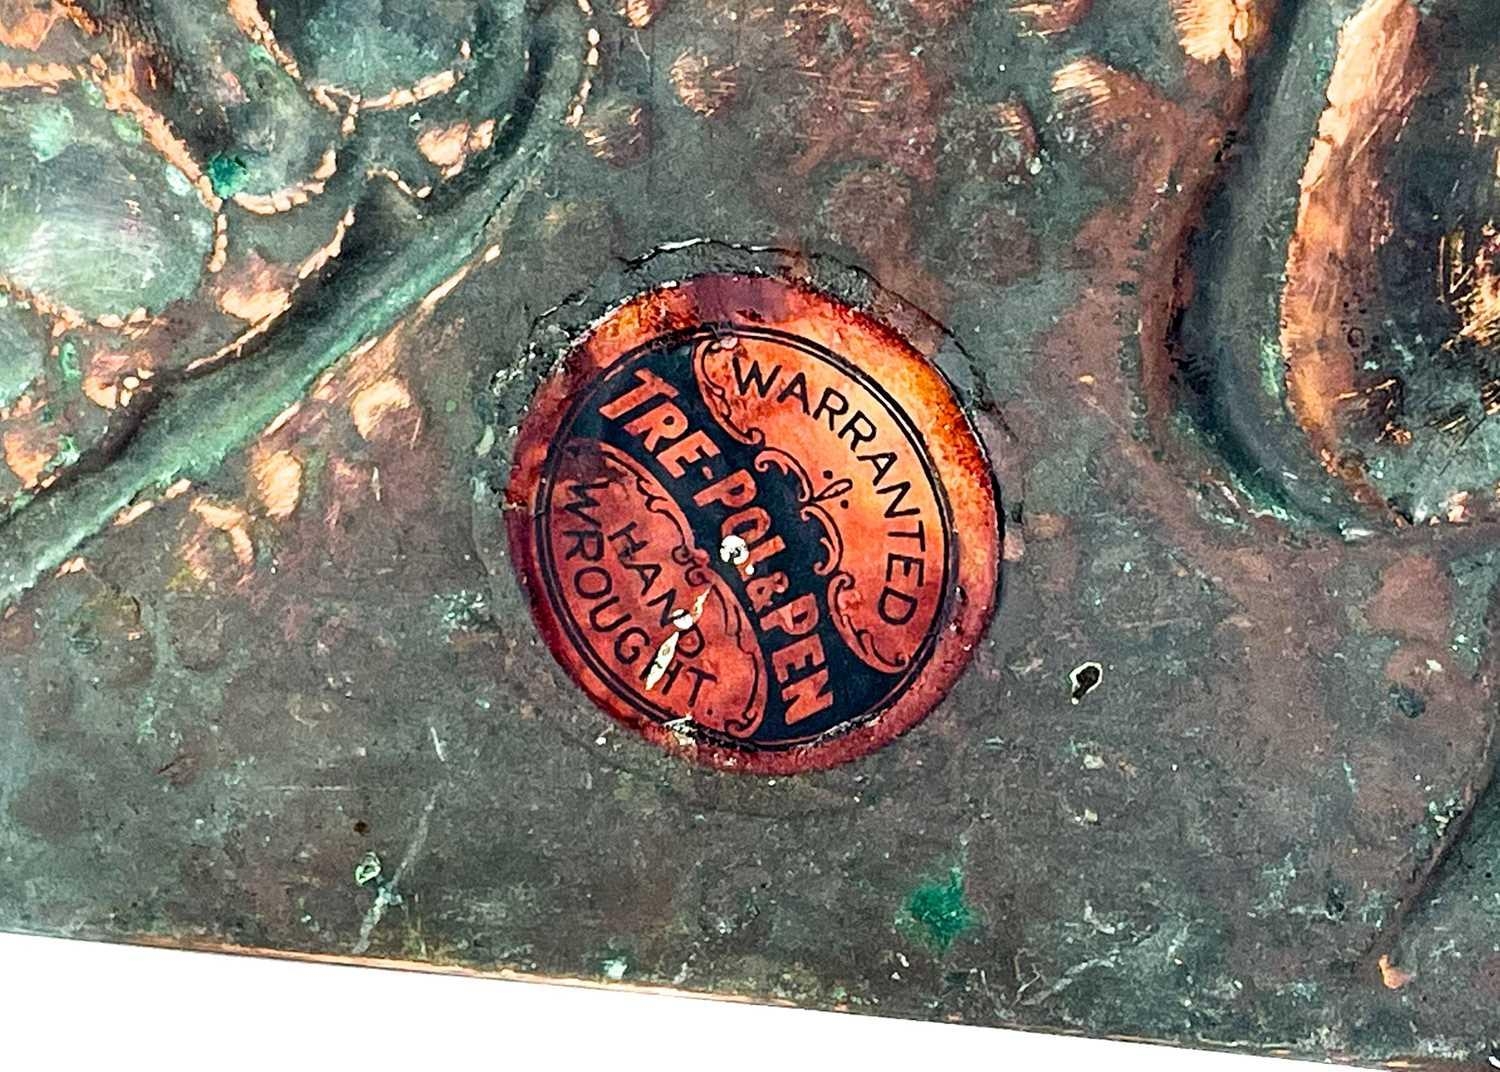 WARRANTED
TRE-POL & PEN
HAND
WROUGHT